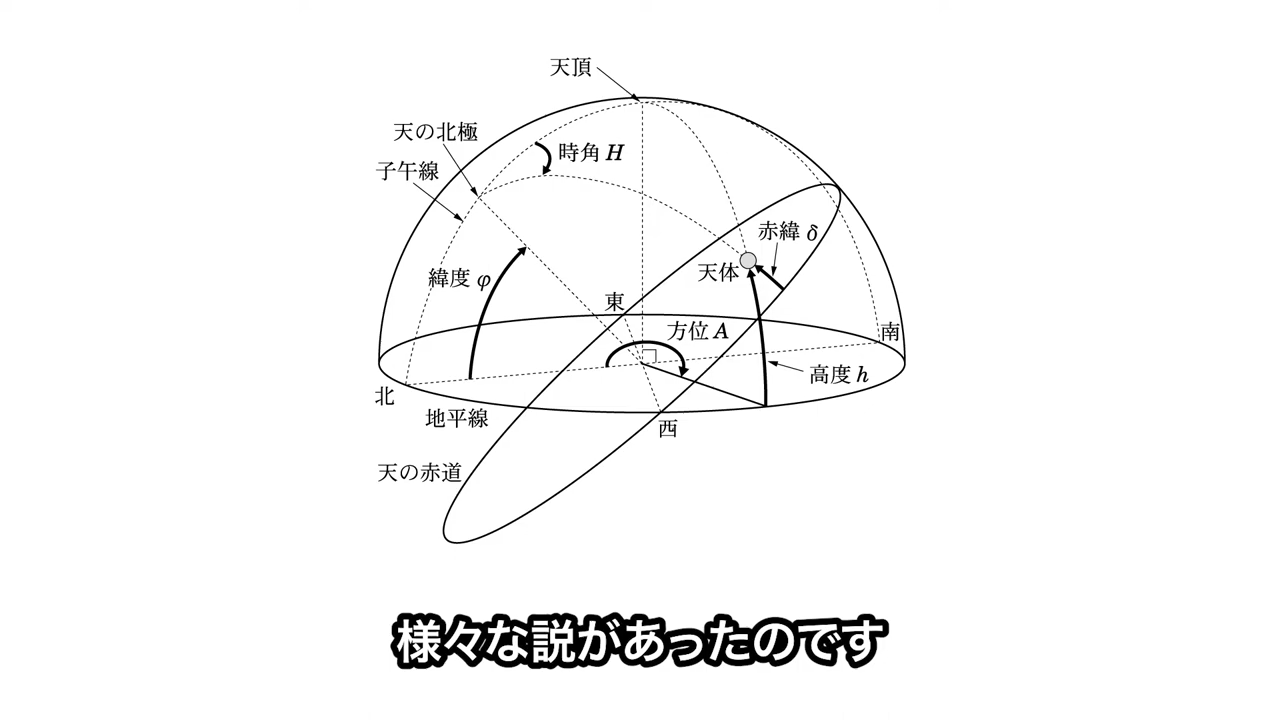 天頂
天の北極
時角 H
子午線
赤緯 δ
天体
緯度 φ
東
方位 A
南
高度 h
北
地平線
西
天の赤道
様々な説があったのです